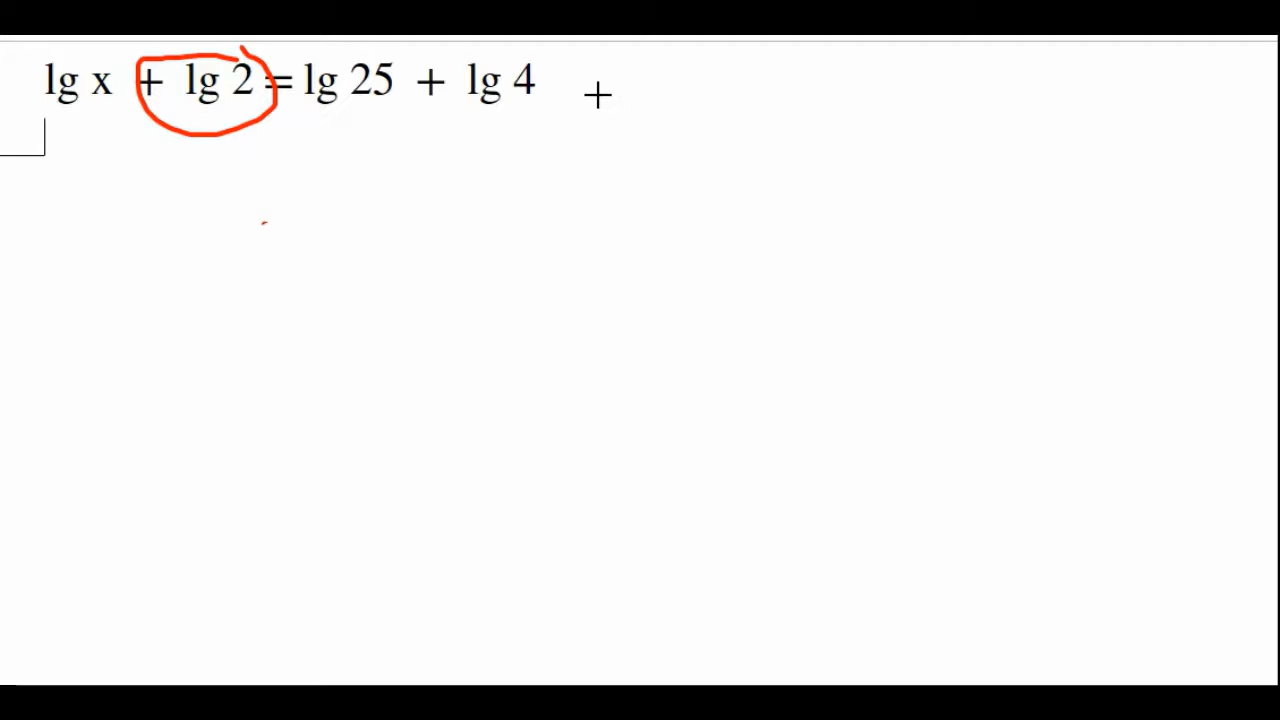 lg x + lg 2 = lg 25 + lg 4